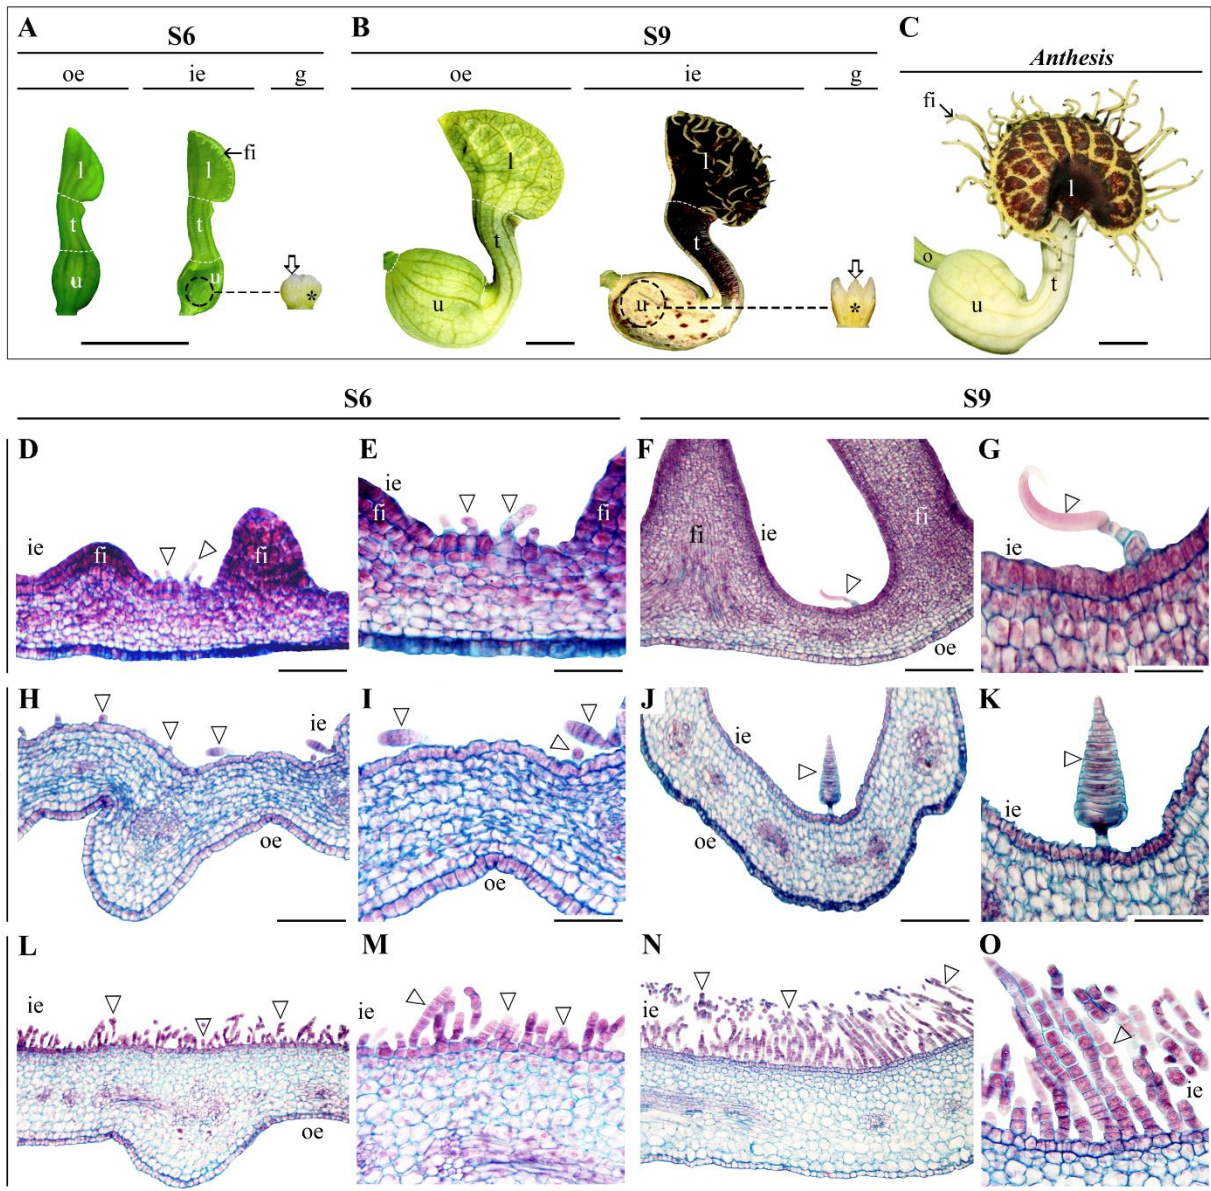 A S6 B S9 C
Anthesis
oe ie g oe ie g
fi
fi
l l l l l
t t t t t
u u u u u
o
* *
S6 S9
D E F G
ie ie ie ie
fi fi fi fi fi fi
oe
H I J K
ie ie ie
oe oe oe
L M N O
ie ie ie ie
oe